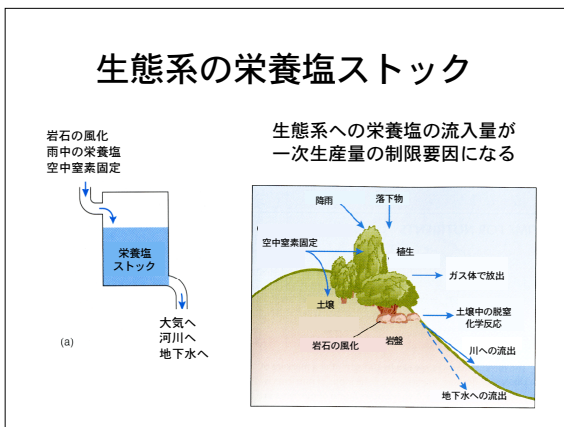 生態系の栄養塩ストック
岩石の風化
雨中の栄養塩
空中窒素固定
栄養塩
ストック
大気へ
河川へ
地下水へ
(a)
生態系への栄養塩の流入量が
一次生産量の制限要因になる
降雨
落下物
空中窒素固定
植生
ガス体で放出
土壌
土壌中の脱窒
化学反応
岩石の風化
岩盤
川への流出
地下水への流出